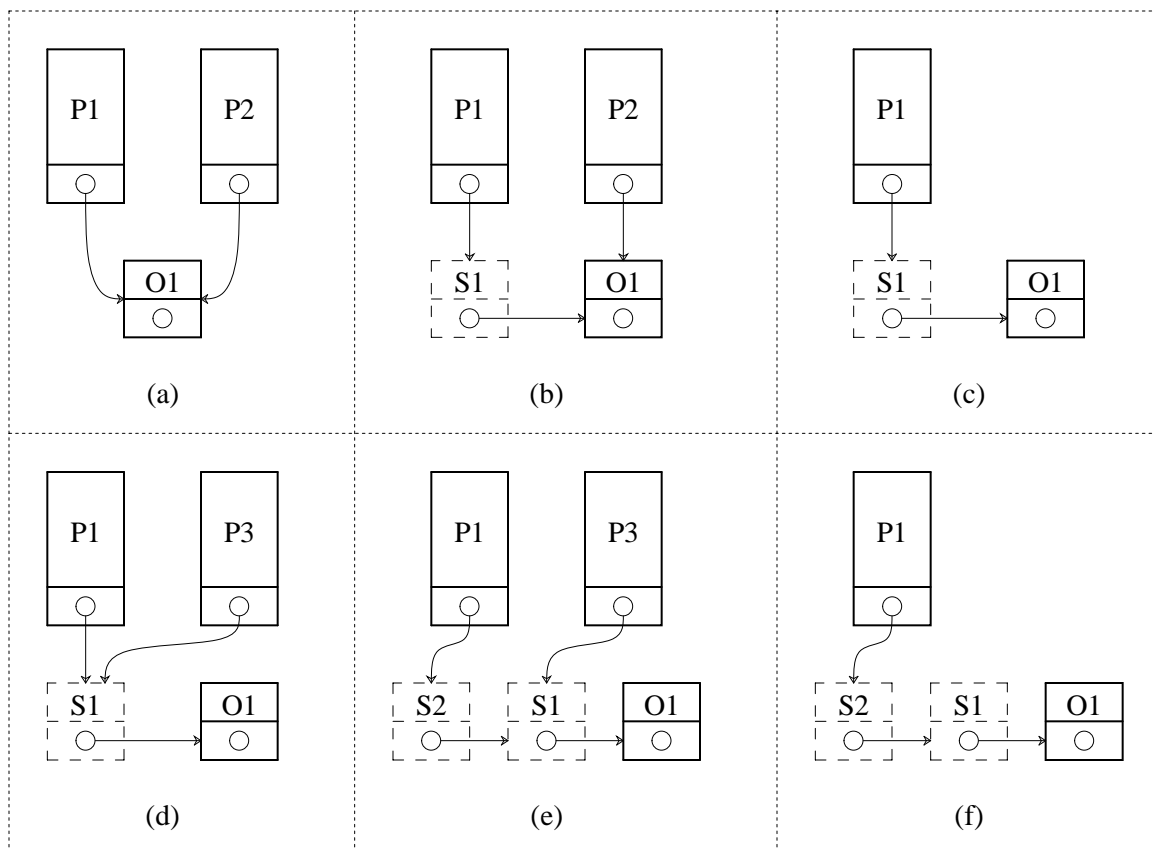 P1 P2
O1
(a)
P1 P2
S1 O1
(b)
P1
S1 O1
(c)
P1 P3
S1 O1
(d)
P1 P3
S2 S1 O1
(e)
P1
S2 S1 O1
(f)